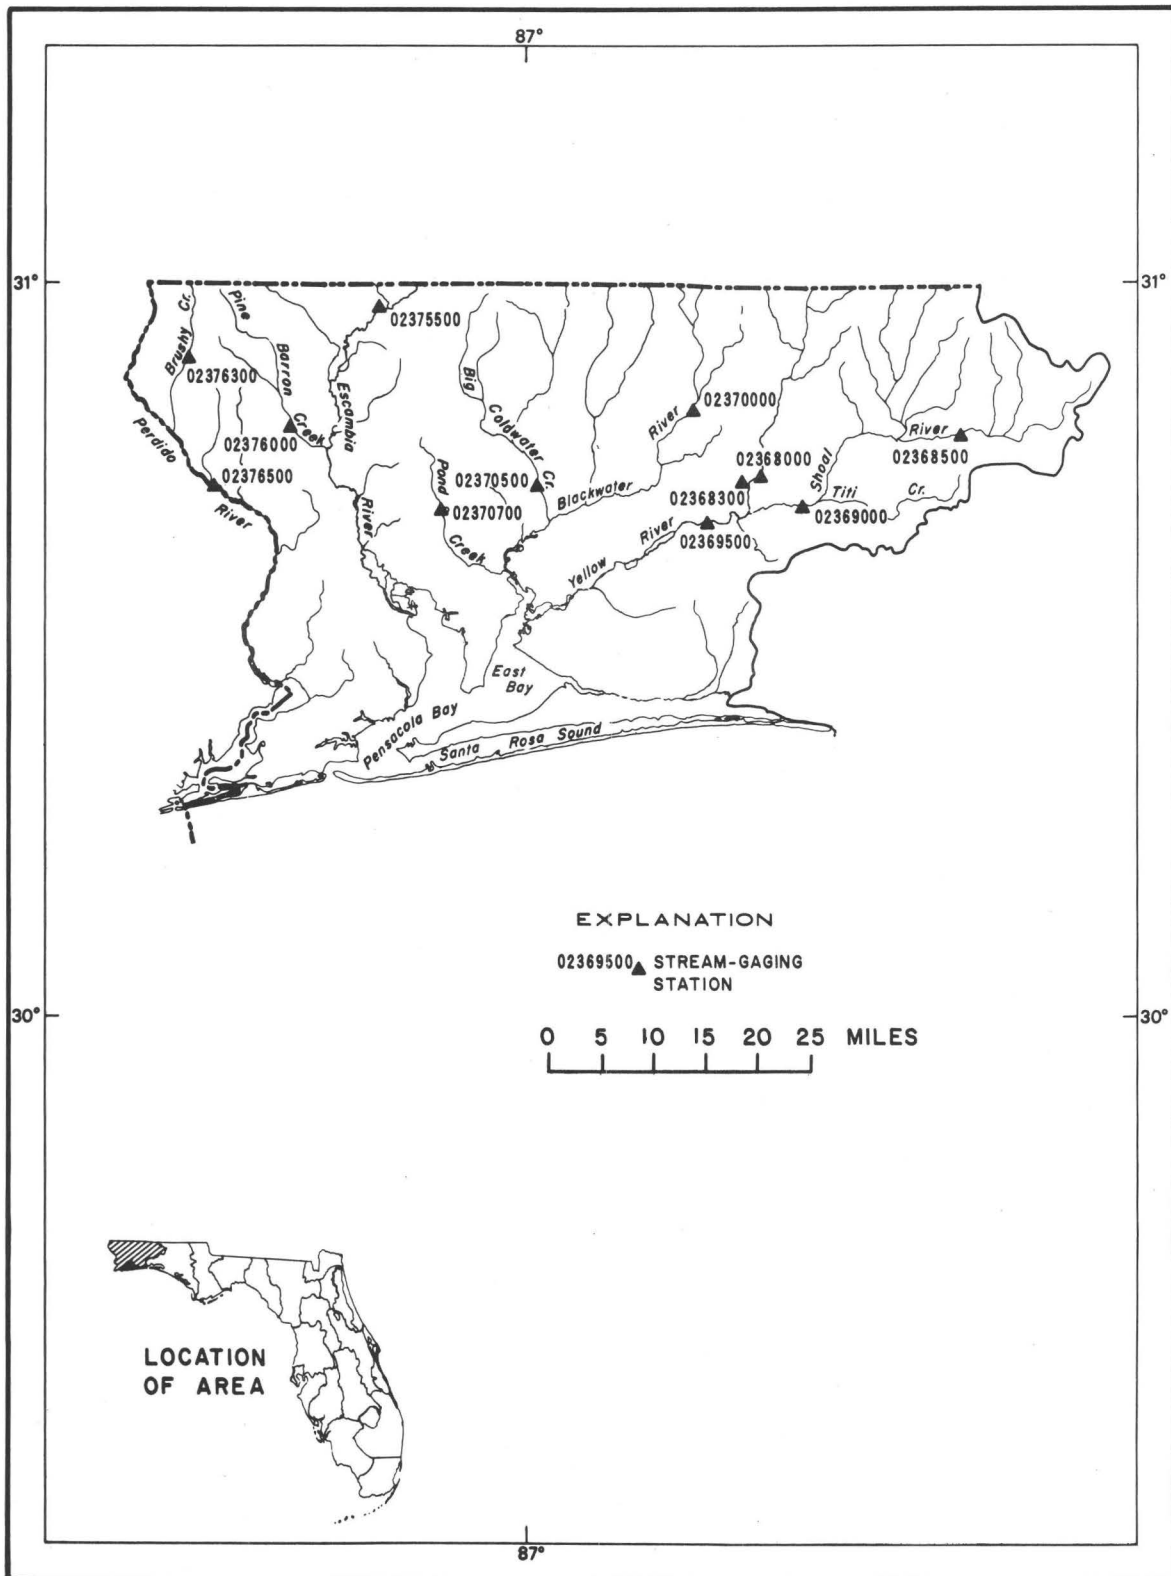 87°
31°
31°
Brushy Cr.
Pine
Barron
Creek
Escambia
River
Big
Coldwater
Cr.
02375500
02376300
02370000
River
River
Perdido
River
02376000
02376500
Pond
Creek
02370500
02370700
Blackwater
02368000
02368300
02368500
Shoal
Titi
Cr.
02369000
02369500
River
Yellow
East
Bay
Pensacola Bay
Santa Rosa Sound
EXPLANATION
02369500 STREAM-GAGING
STATION
30°
30°
0 5 10 15 20 25 MILES
LOCATION
OF AREA
87°